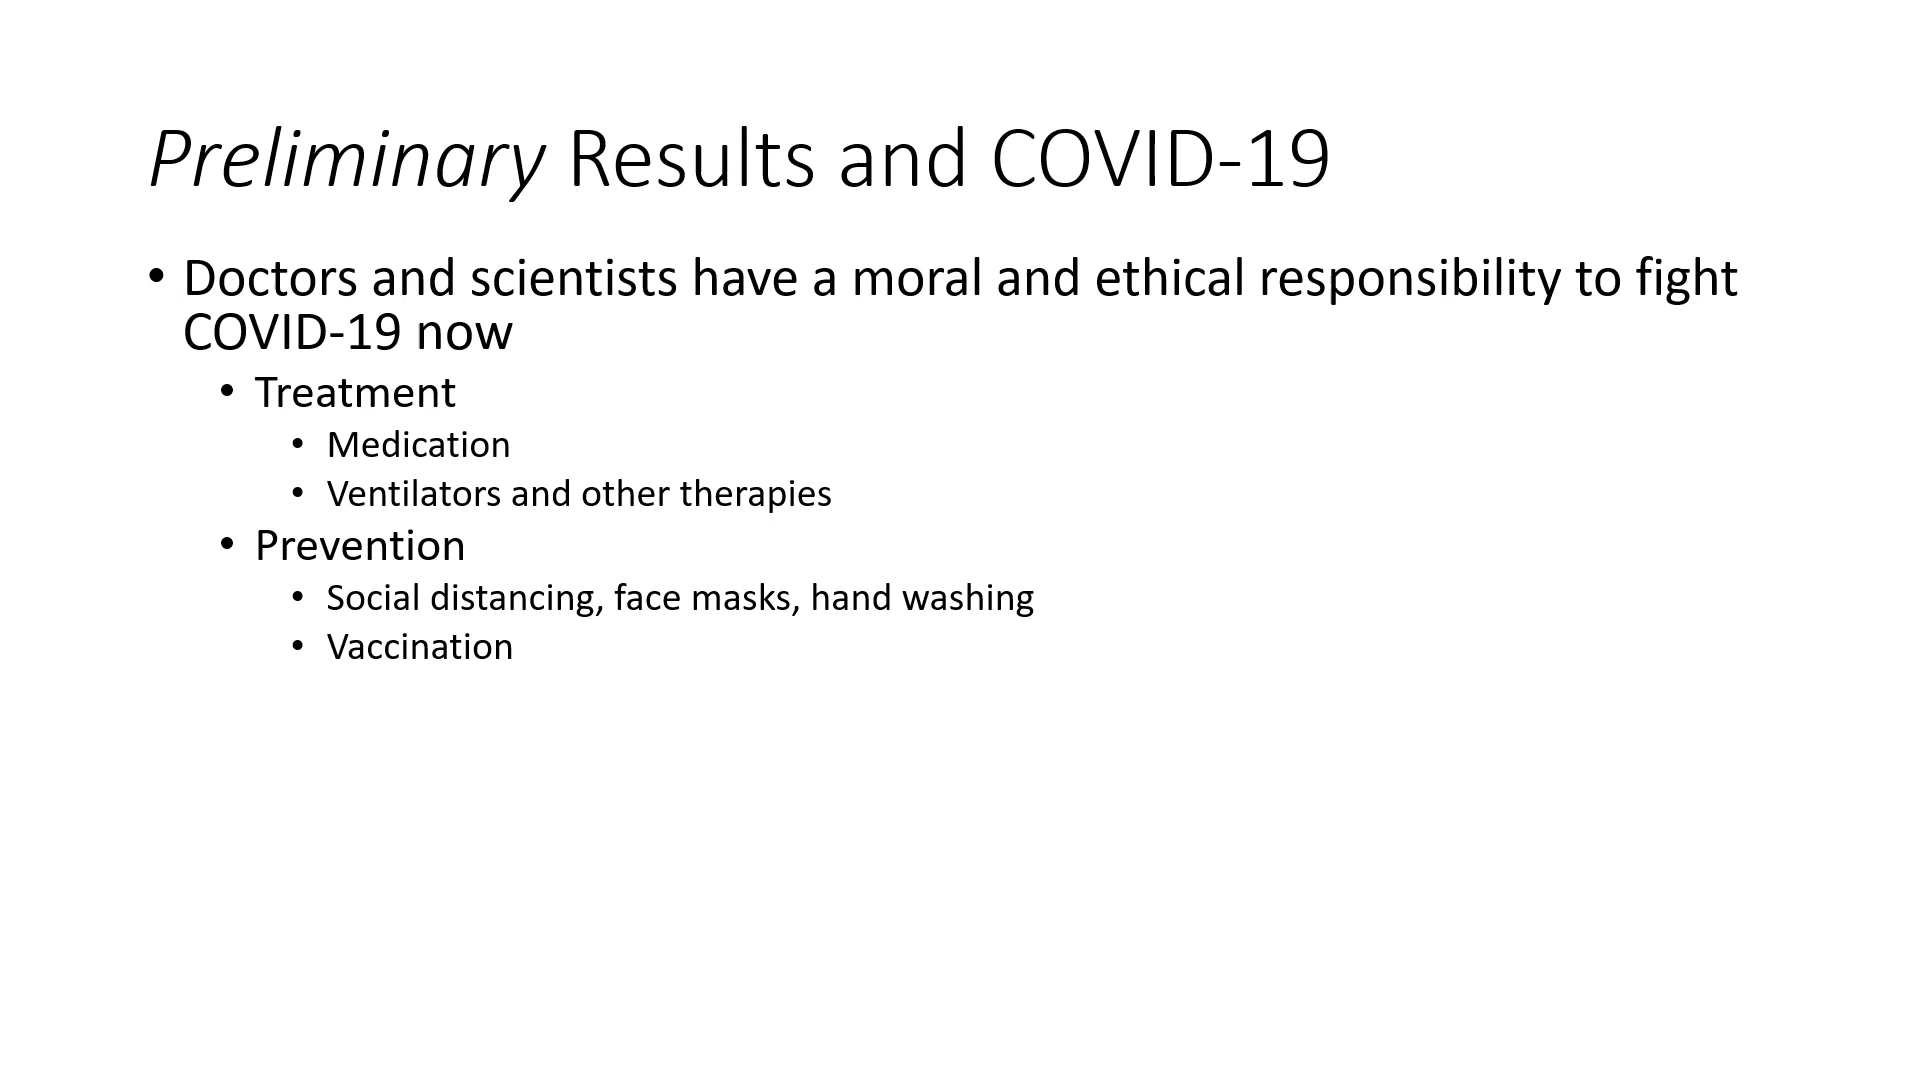 Preliminary Results and COVID-19
• Doctors and scientists have a moral and ethical responsibility to fight
COVID-19 now
• Treatment
• Medication
• Ventilators and other therapies
• Prevention
• Social distancing, face masks, hand washing
• Vaccination